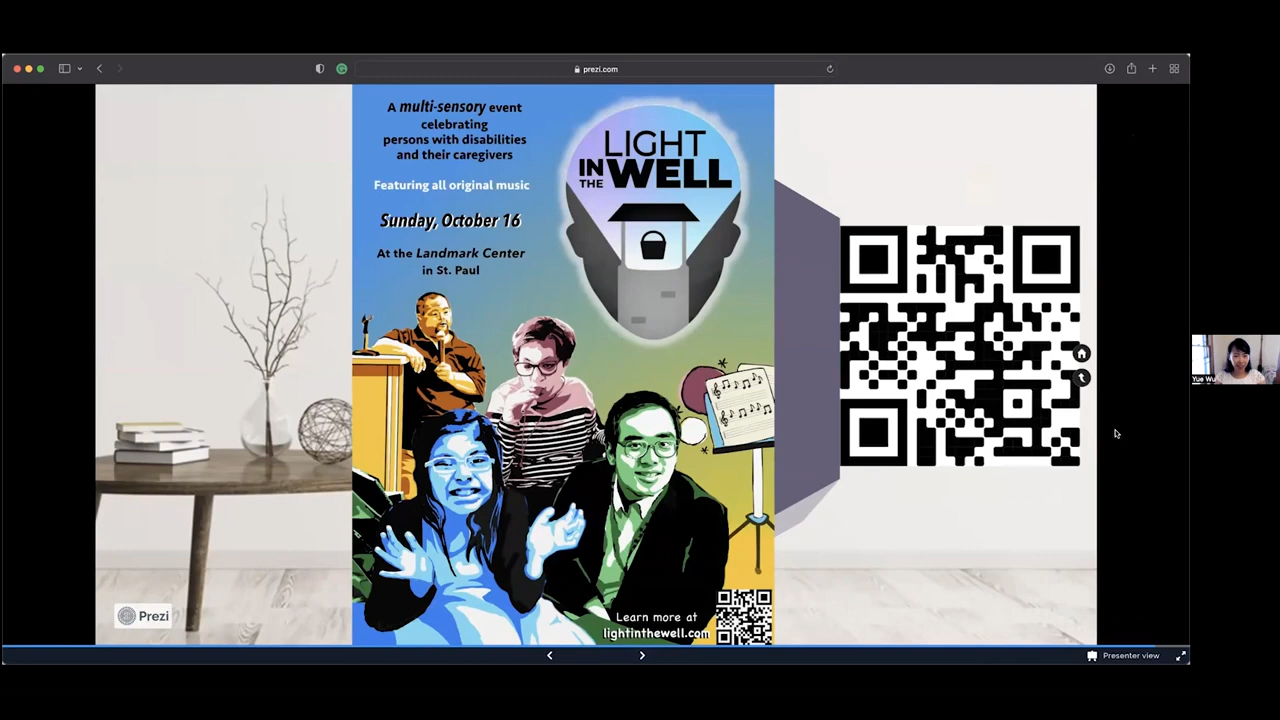 prezi.com
A multi-sensory event
celebrating
persons with disabilities
and their caregivers
Featuring all original music
Sunday, October 16
At the Landmark Center
in St. Paul
LIGHT
IN THE WELL
Learn more at
lightinthewell.com
Prezi
Presenter view
Yue Wu